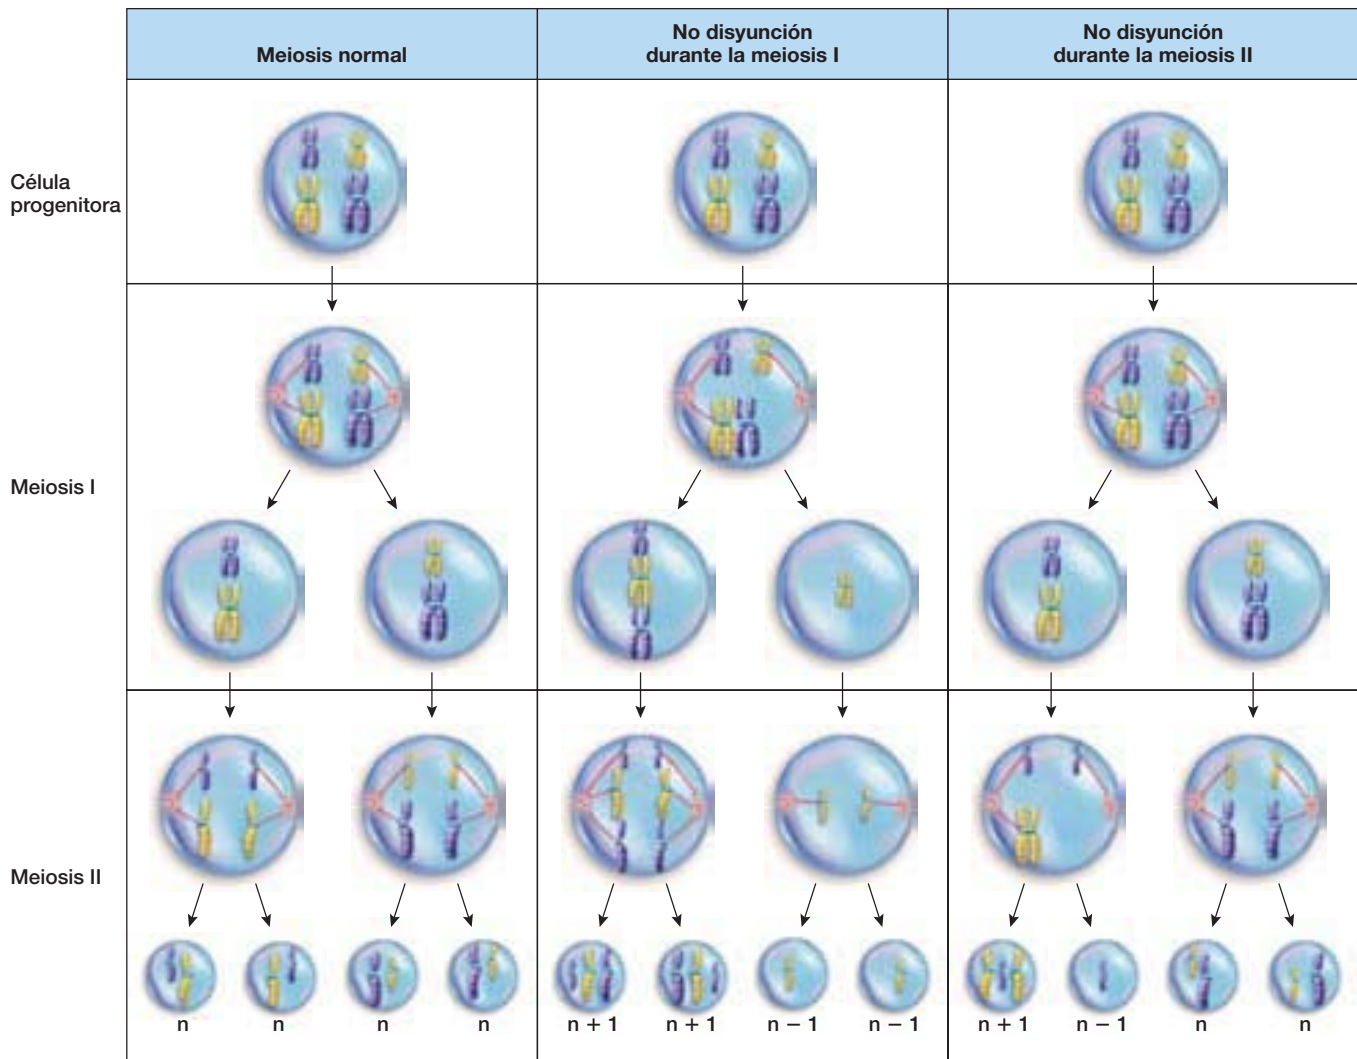 Meiosis normal
No disyunción
durante la meiosis I
No disyunción
durante la meiosis II
Célula
progenitora
Meiosis I
Meiosis II
n
n
n
n
n + 1
n + 1
n – 1
n – 1
n + 1
n – 1
n
n